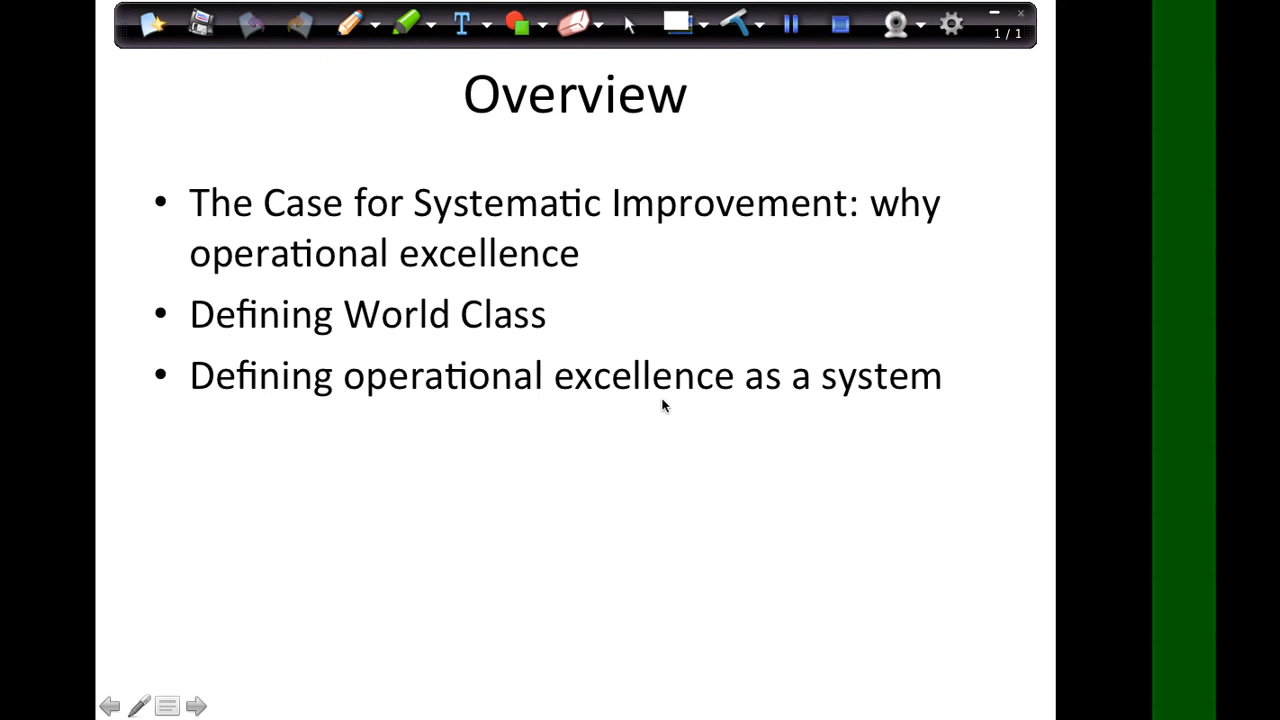 1 / 1
Overview
• The Case for Systematic Improvement: why
operational excellence
• Defining World Class
• Defining operational excellence as a system